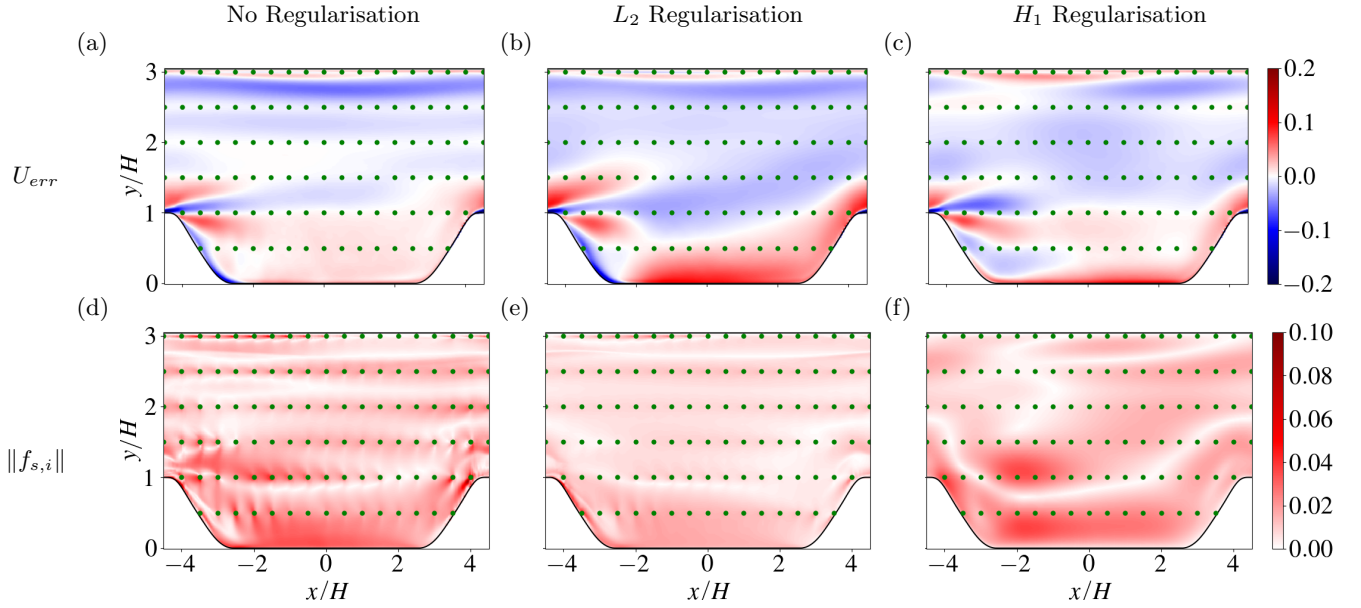 No Regularisation
L₂ Regularisation
H₁ Regularisation
(a)
(b)
(c)
U_err
y/H
3
2
1
0
0.2
0.1
0.0
−0.1
−0.2
(d)
(e)
(f)
‖f_{s,i}‖
y/H
3
2
1
0
−4 −2 0 2 4
x/H
−4 −2 0 2 4
x/H
−4 −2 0 2 4
x/H
0.10
0.08
0.06
0.04
0.02
0.00